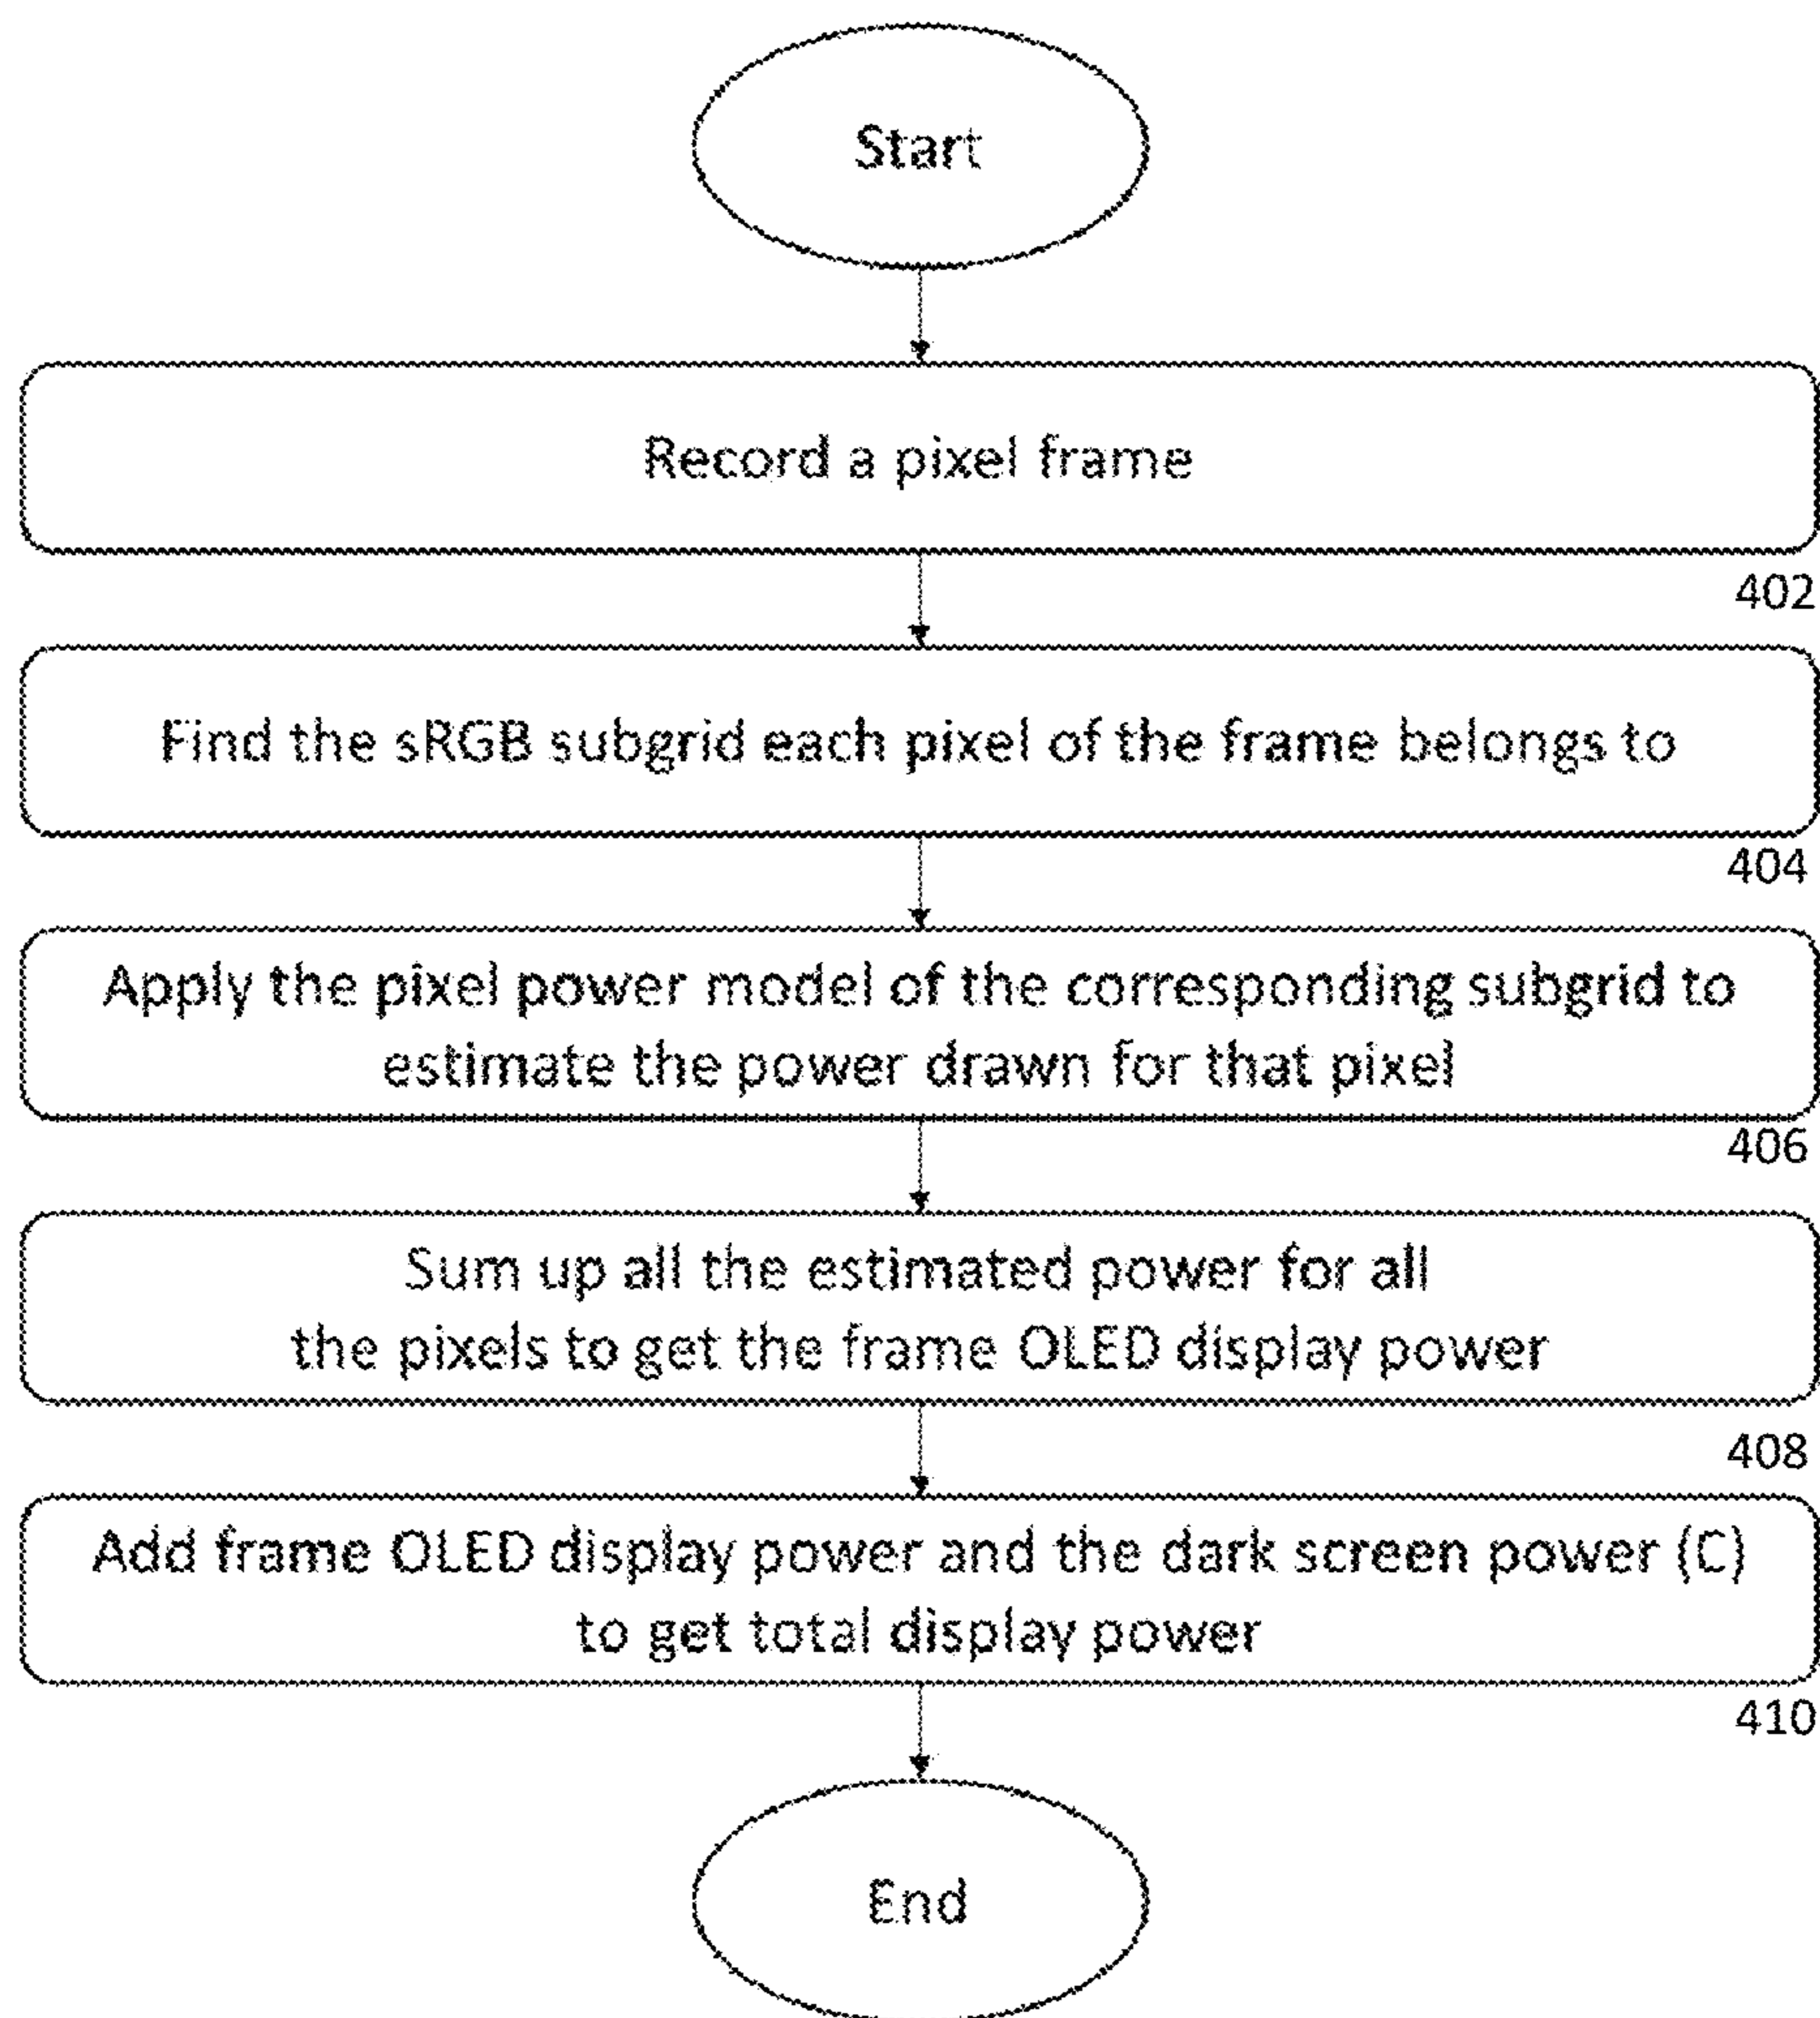 Start
Record a pixel frame
402
Find the sRGB subgrid each pixel of the frame belongs to
404
Apply the pixel power model of the corresponding subgrid to
estimate the power drawn for that pixel
406
Sum up all the estimated power for all
the pixels to get the frame OLED display power
408
Add frame OLED display power and the dark screen power (C)
to get total display power
410
End